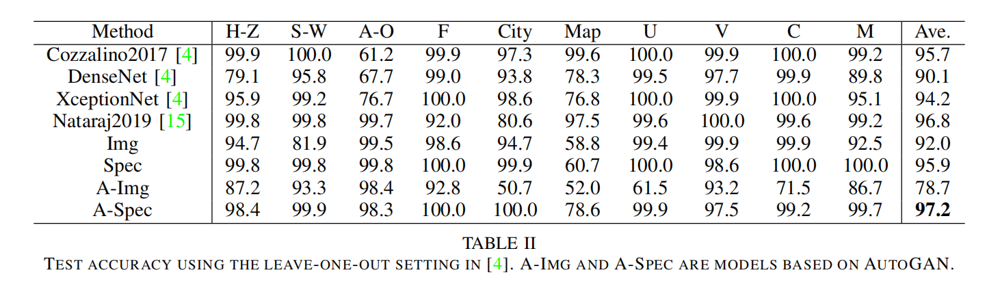 Method H-Z S-W A-O F City Map U V C M Ave.
Cozzalino2017 [4] 99.9 100.0 61.2 99.9 97.3 99.6 100.0 99.9 100.0 99.2 95.7
DenseNet [4] 79.1 95.8 67.7 99.0 93.8 78.3 99.5 97.7 99.9 89.8 90.1
XceptionNet [4] 95.9 99.2 76.7 100.0 98.6 76.8 100.0 99.9 100.0 95.1 94.2
Nataraj2019 [15] 99.8 99.8 99.7 92.0 80.6 97.5 99.6 100.0 99.6 99.2 96.8
Img 94.7 81.9 99.5 98.6 94.7 58.8 99.4 99.9 99.9 92.5 92.0
Spec 99.8 99.8 99.8 100.0 99.9 60.7 100.0 98.6 100.0 100.0 95.9
A-Img 87.2 93.3 98.4 92.8 50.7 52.0 61.5 93.2 71.5 86.7 78.7
A-Spec 98.4 99.9 98.3 100.0 100.0 78.6 99.9 97.5 99.2 99.7 97.2
TABLE II
TEST ACCURACY USING THE LEAVE-ONE-OUT SETTING IN [4]. A-IMG AND A-SPEC ARE MODELS BASED ON AUTOGAN.